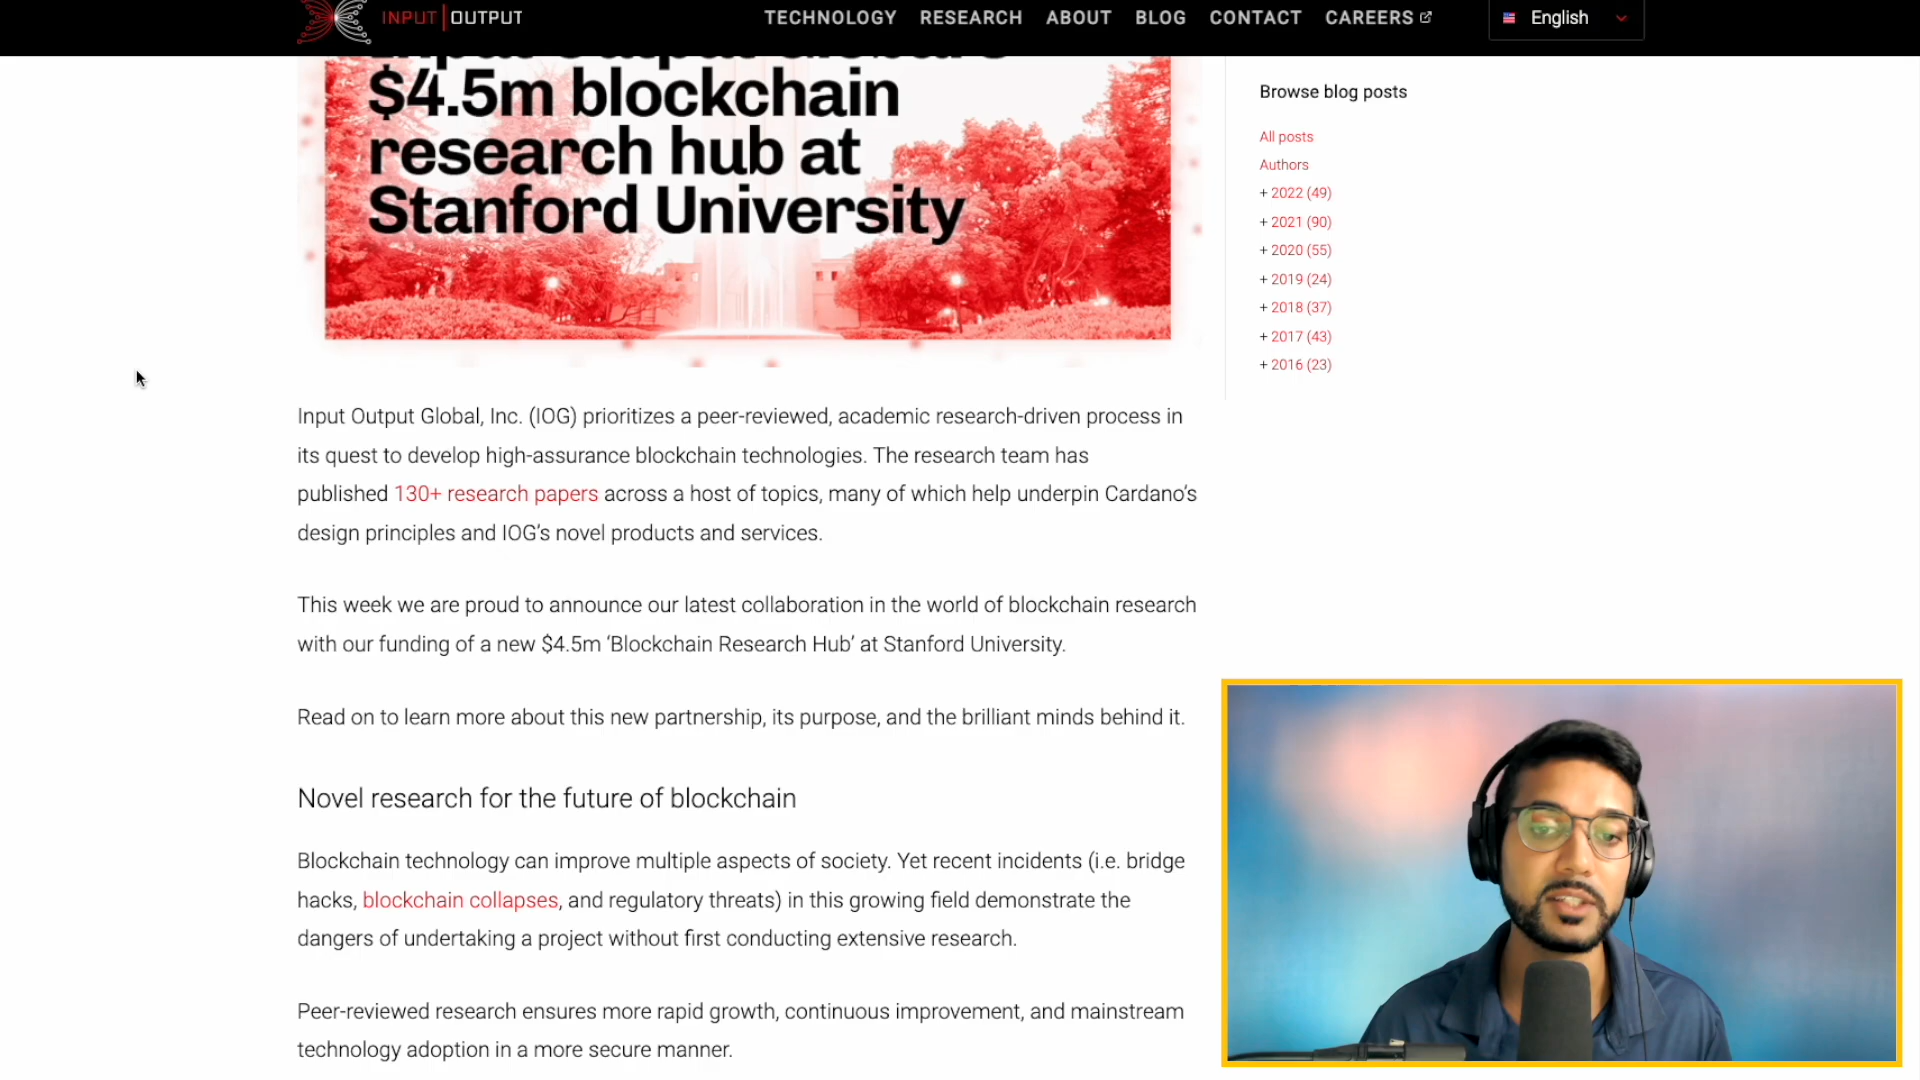 INPUT | OUTPUT
TECHNOLOGY RESEARCH ABOUT BLOG CONTACT CAREERS
English
$4.5m blockchain
research hub at
Stanford University
Browse blog posts
All posts
Authors
+ 2022 (49)
+ 2021 (90)
+ 2020 (55)
+ 2019 (24)
+ 2018 (37)
+ 2017 (43)
+ 2016 (23)
Input Output Global, Inc. (IOG) prioritizes a peer-reviewed, academic research-driven process in
its quest to develop high-assurance blockchain technologies. The research team has
published 130+ research papers across a host of topics, many of which help underpin Cardano’s
design principles and IOG’s novel products and services.
This week we are proud to announce our latest collaboration in the world of blockchain research
with our funding of a new $4.5m ‘Blockchain Research Hub’ at Stanford University.
Read on to learn more about this new partnership, its purpose, and the brilliant minds behind it.
Novel research for the future of blockchain
Blockchain technology can improve multiple aspects of society. Yet recent incidents (i.e. bridge
hacks, blockchain collapses, and regulatory threats) in this growing field demonstrate the
dangers of undertaking a project without first conducting extensive research.
Peer-reviewed research ensures more rapid growth, continuous improvement, and mainstream
technology adoption in a more secure manner.